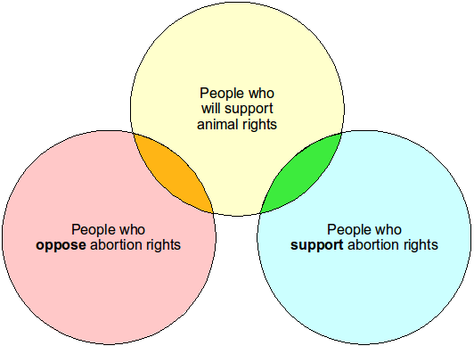 People who
will support
animal rights
People who
oppose abortion rights
People who
support abortion rights